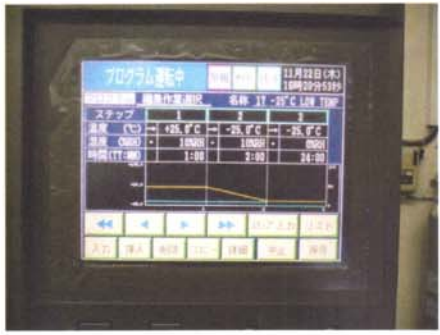 プログラム運転中
11月22日(木)
16時20分53秒
編集作業選択 名称 17 -25°C LOW TEMP
ステップ 1 2 3
温度 (℃) → +25.0°C → -25.0°C → -25.0°C
湿度 (%RH) 10%RH 10%RH 0%RH
時間(TT:MM) 1:00 2:00 24:00
入力 挿入 削除 コピー 詳細 中止 保存